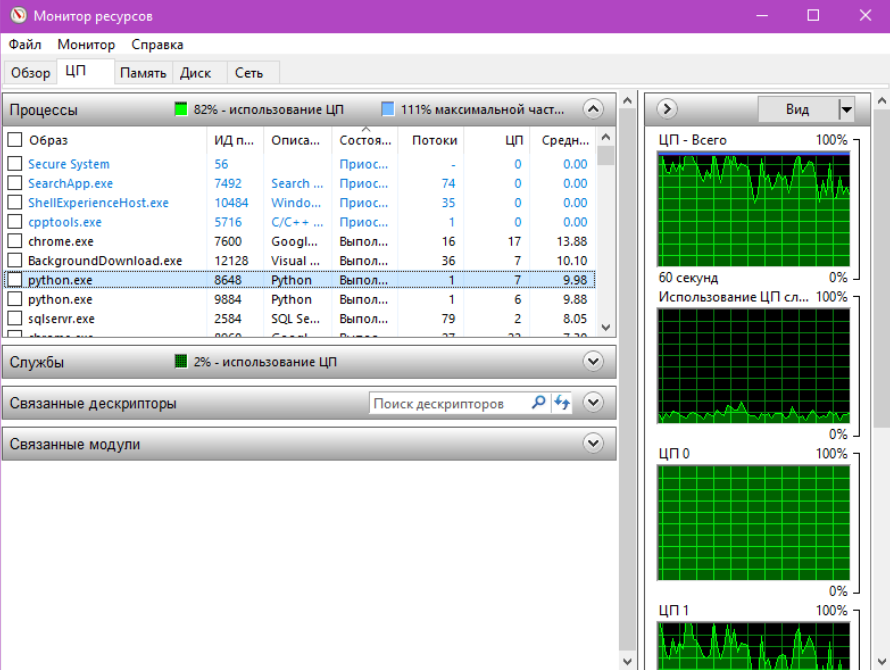 Монитор ресурсов
Файл Монитор Справка
Обзор ЦП Память Диск Сеть
Процессы 82% - использование ЦП 111% максимальной част...
Образ ИД п... Описа... Состоя... Потоки ЦП Средн...
Secure System 56 Приос... - 0 0.00
SearchApp.exe 7492 Search ... Приос... 74 0 0.00
ShellExperienceHost.exe 10484 Windo... Приос... 35 0 0.00
cpptools.exe 5716 C/C++ ... Приос... 1 0 0.00
chrome.exe 7600 Googl... Выпол... 16 17 13.88
BackgroundDownload.exe 12128 Visual ... Выпол... 36 7 10.10
python.exe 8648 Python Выпол... 1 7 9.98
python.exe 9884 Python Выпол... 1 6 9.88
sqlservr.exe 2584 SQL Se... Выпол... 79 2 8.05
Службы 2% - использование ЦП
Связанные дескрипторы Поиск дескрипторов
Связанные модули
Вид
ЦП - Всего 100%
60 секунд 0%
Использование ЦП сл... 100%
0%
ЦП 0 100%
0%
ЦП 1 100%